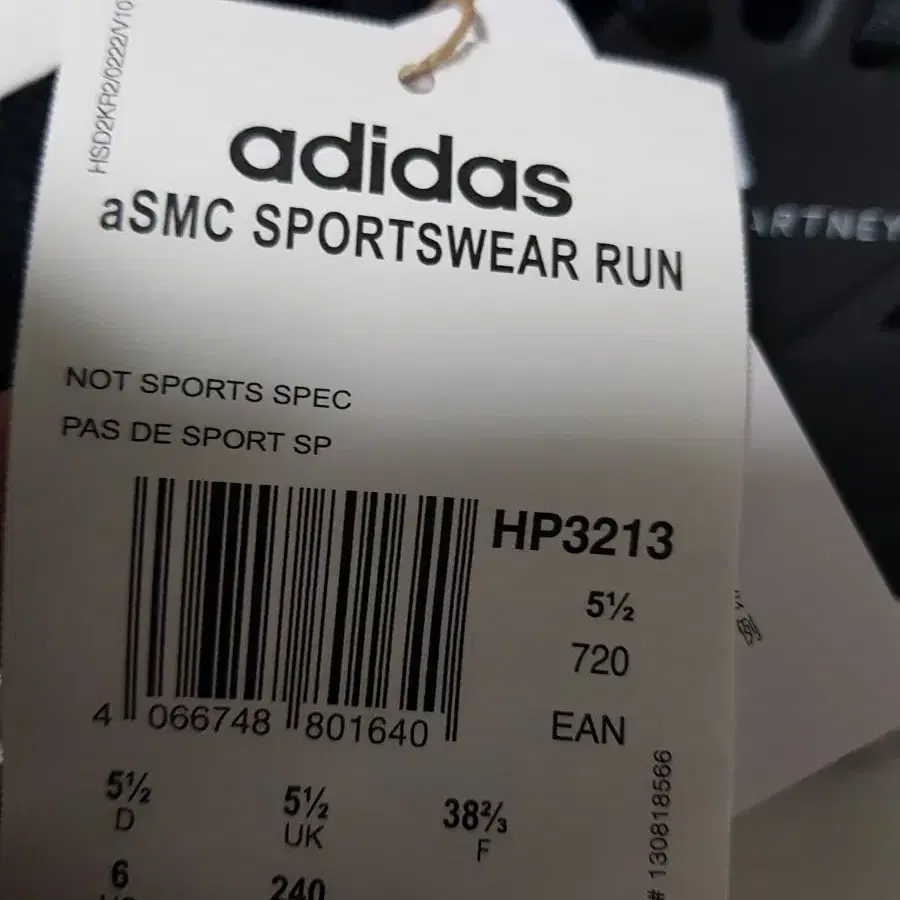 HSD2KR2/0222/V10
adidas
aSMC SPORTSWEAR RUN
ARTNEY
NOT SPORTS SPEC
PAS DE SPORT SP
HP3213
5½
720
EAN
4 066748 801640
5½ 5½ 38⅔
D UK F
6 240
# 130818566